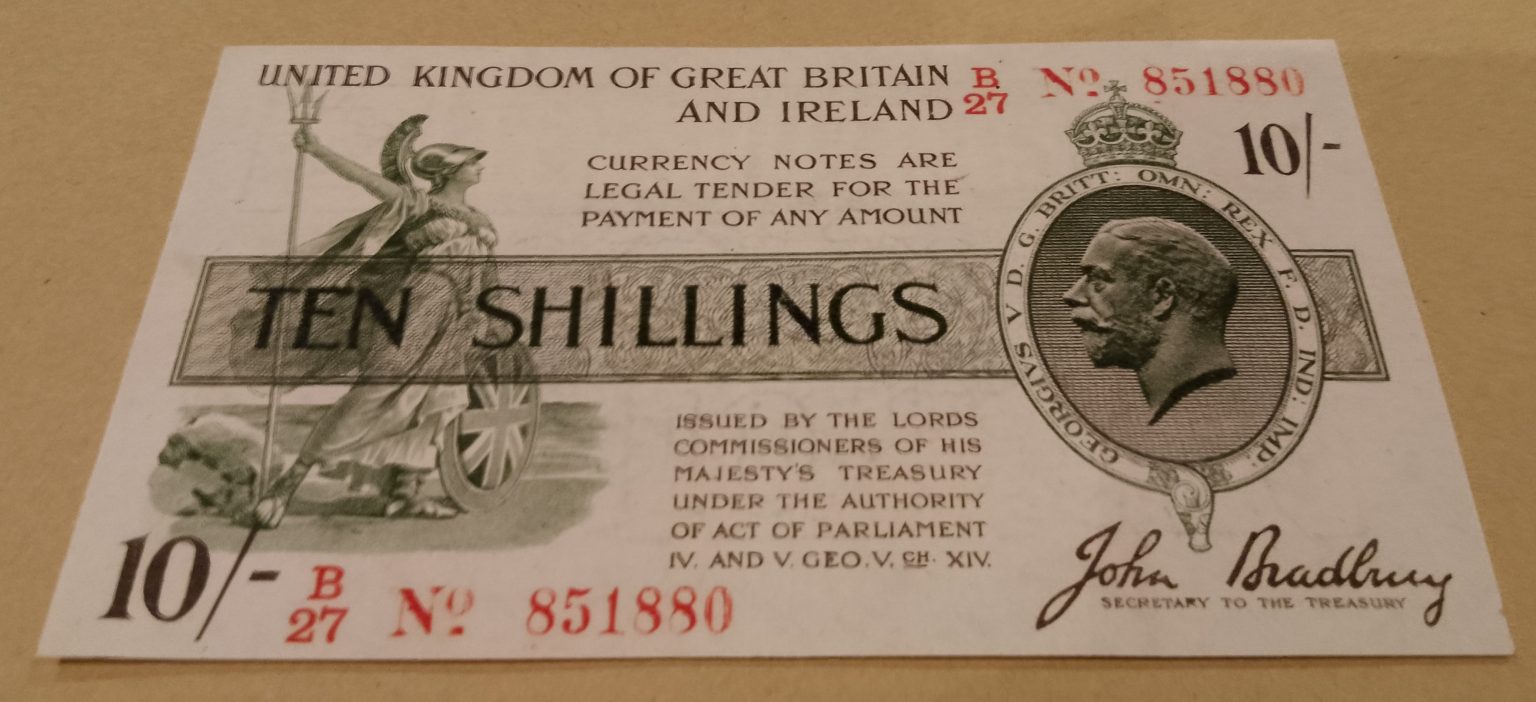 UNITED KINGDOM OF GREAT BRITAIN
AND IRELAND
B
27
Nº 851880
10/-
CURRENCY NOTES ARE
LEGAL TENDER FOR THE
PAYMENT OF ANY AMOUNT
GEORGIVS V D. G. BRITT: OMN: REX F. D. IND: IMP:
TEN SHILLINGS
ISSUED BY THE LORDS
COMMISSIONERS OF HIS
MAJESTY'S TREASURY
UNDER THE AUTHORITY
OF ACT OF PARLIAMENT
IV. AND V. GEO. V. CH. XIV.
John Bradbury
SECRETARY TO THE TREASURY
10/-
B
27
Nº 851880